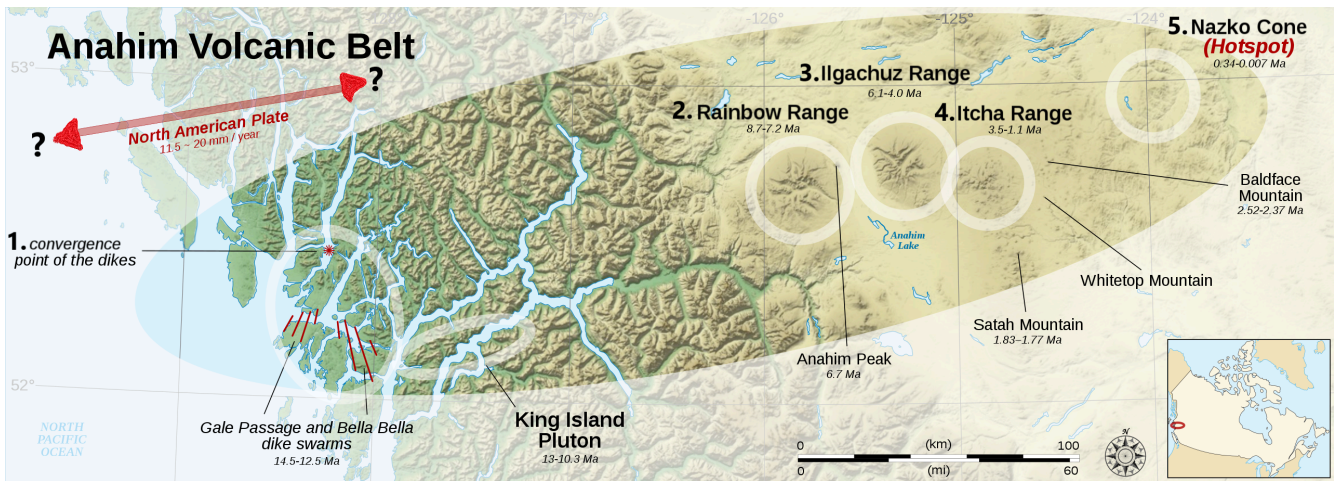 Anahim Volcanic Belt
-127°
-126°
-125°
-124°
53°
52°
?
?
North American Plate
11.5 ~ 20 mm / year
5. Nazko Cone
(Hotspot)
0.34-0.007 Ma
3. Ilgachuz Range
6.1-4.0 Ma
2. Rainbow Range
8.7-7.2 Ma
4. Itcha Range
3.5-1.1 Ma
Baldface
Mountain
2.52-2.37 Ma
1. convergence
point of the dikes
Anahim
Lake
Whitetop Mountain
Satah Mountain
1.83–1.77 Ma
Anahim Peak
6.7 Ma
King Island
Pluton
13-10.3 Ma
Gale Passage and Bella Bella
dike swarms
14.5-12.5 Ma
NORTH
PACIFIC
OCEAN
0 (km) 100
0 (mi) 60
N